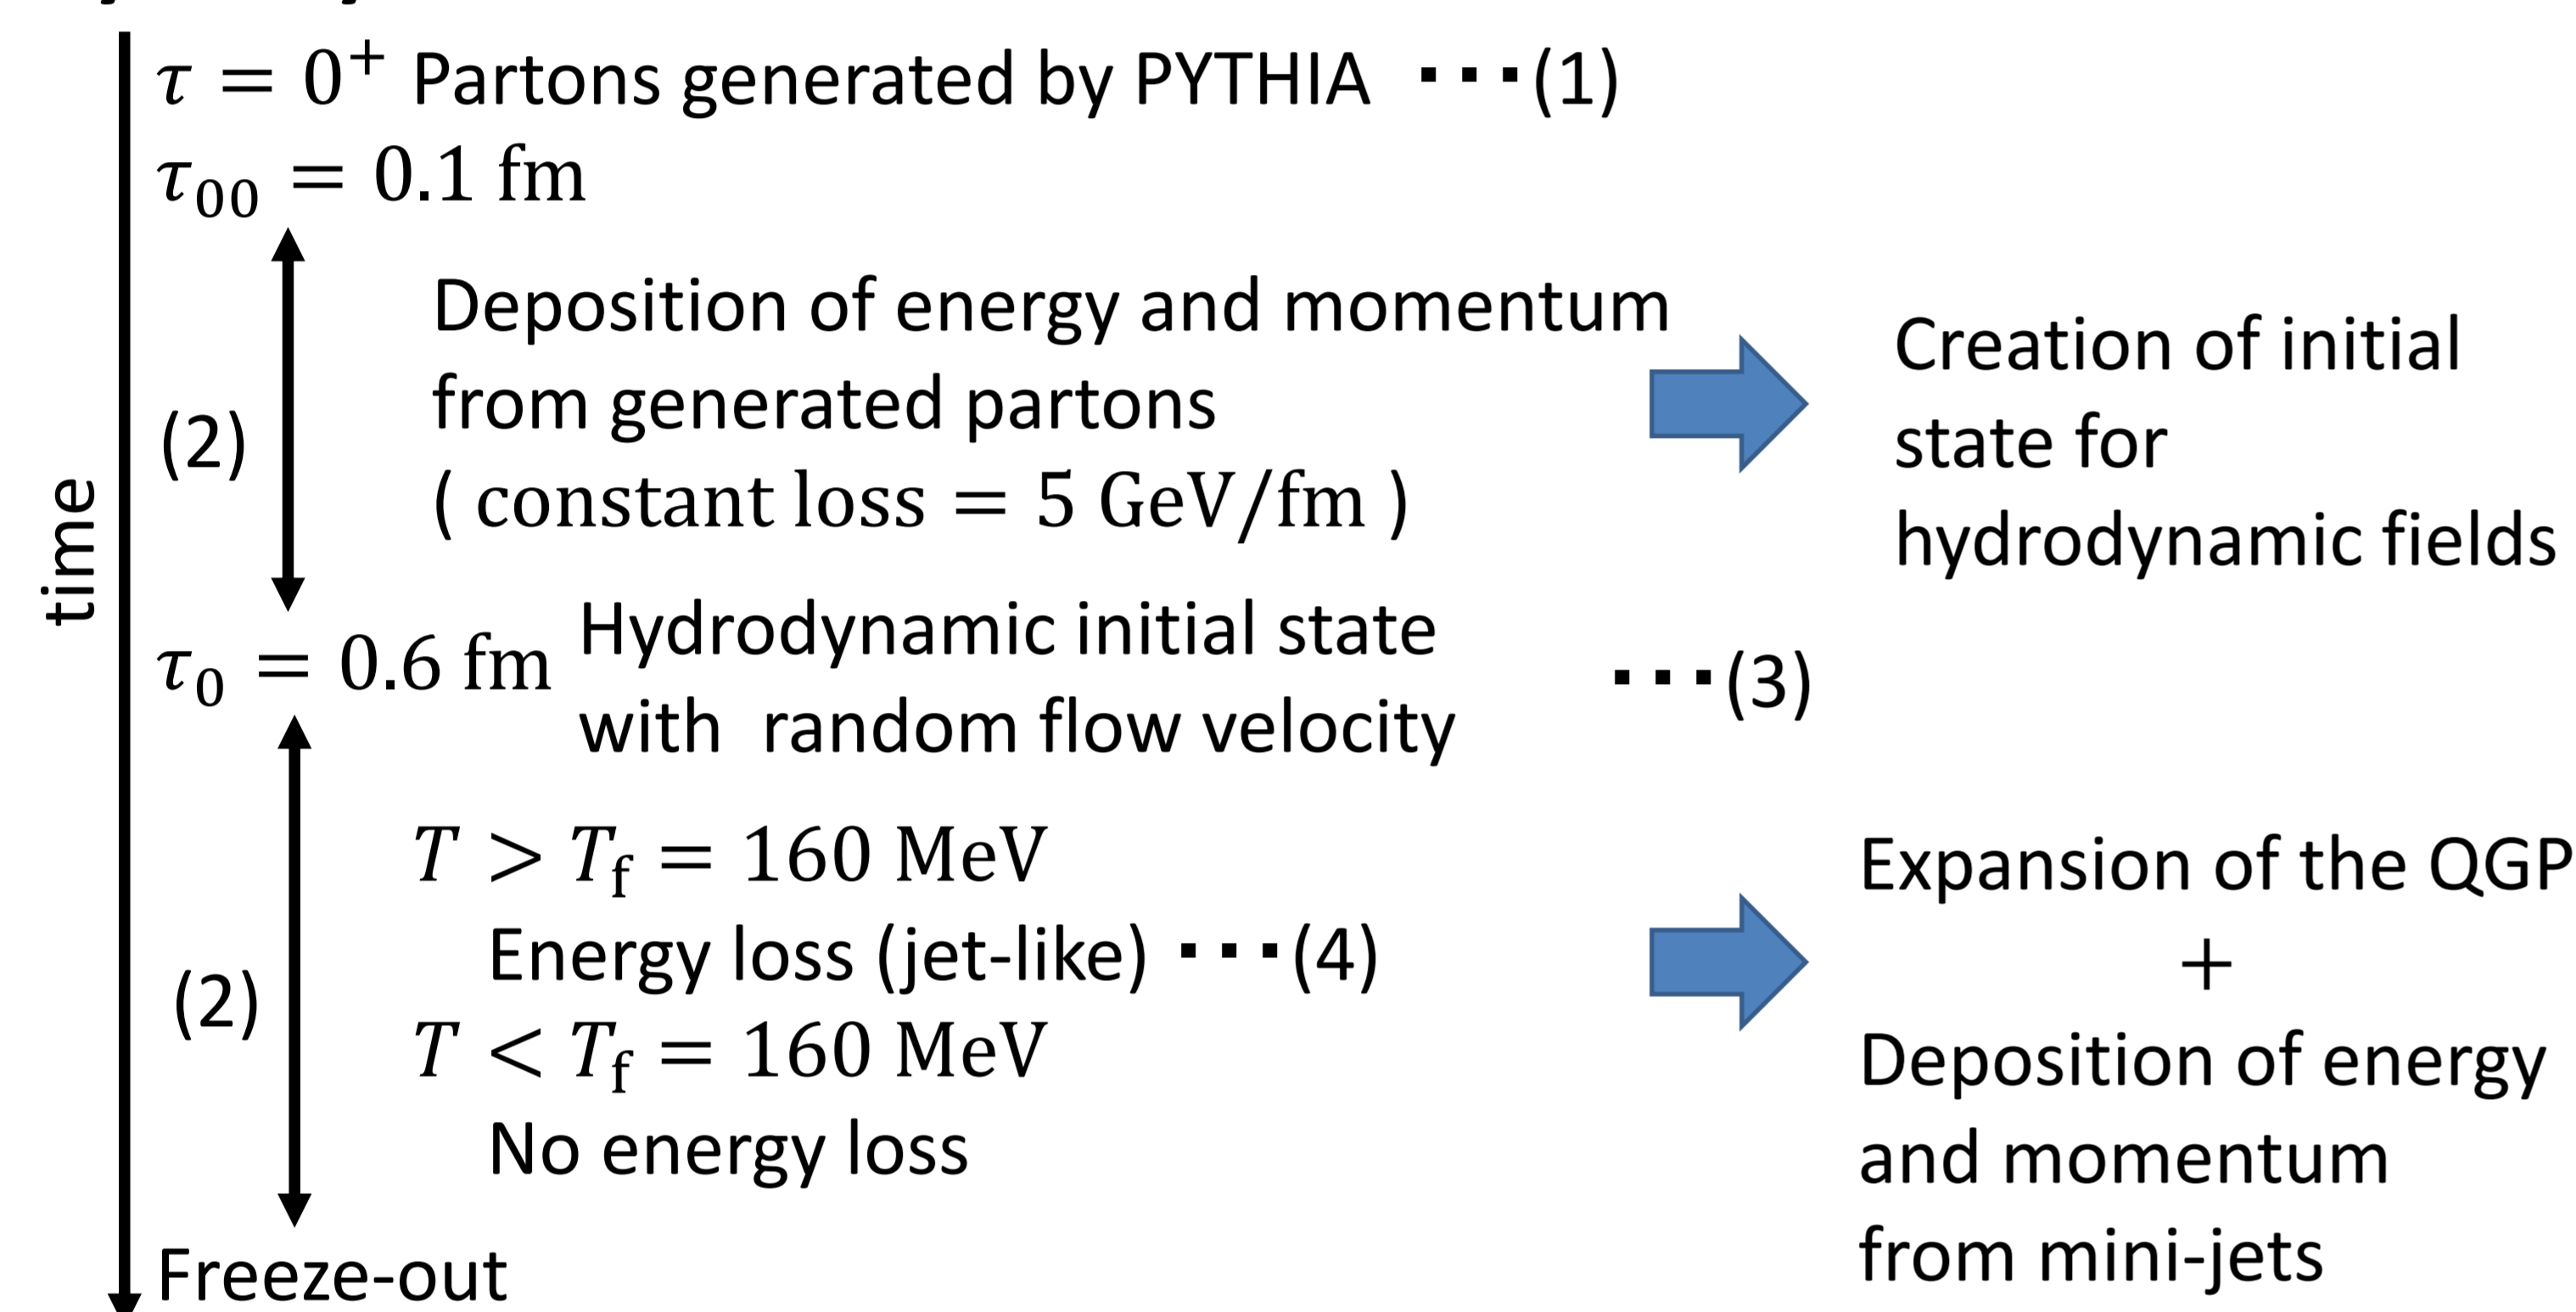 τ = 0⁺ Partons generated by PYTHIA ⋯(1)
τ₀₀ = 0.1 fm
Deposition of energy and momentum
from generated partons
( constant loss = 5 GeV/fm )
(2)
Creation of initial
state for
hydrodynamic fields
time
τ₀ = 0.6 fm Hydrodynamic initial state
with random flow velocity
⋯(3)
T > T_f = 160 MeV
Energy loss (jet-like) ⋯(4)
T < T_f = 160 MeV
No energy loss
(2)
Expansion of the QGP
+
Deposition of energy
and momentum
from mini-jets
Freeze-out